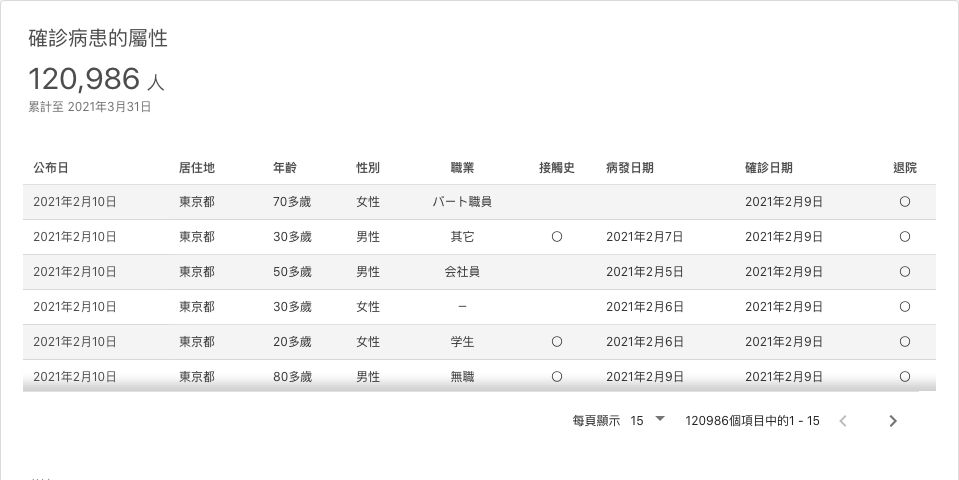 確診病患的屬性
120,986 人
累計至 2021年3月31日
公布日 居住地 年齡 性別 職業 接觸史 病發日期 確診日期 退院
2021年2月10日 東京都 70多歲 女性 パート職員 2021年2月9日 〇
2021年2月10日 東京都 30多歲 男性 其它 〇 2021年2月7日 2021年2月9日 〇
2021年2月10日 東京都 50多歲 男性 会社員 2021年2月5日 2021年2月9日 〇
2021年2月10日 東京都 30多歲 女性 − 2021年2月6日 2021年2月9日 〇
2021年2月10日 東京都 20多歲 女性 学生 〇 2021年2月6日 2021年2月9日 〇
2021年2月10日 東京都 80多歲 男性 無職 〇 2021年2月9日 2021年2月9日 〇
每頁顯示 15 120986個項目中的1 - 15